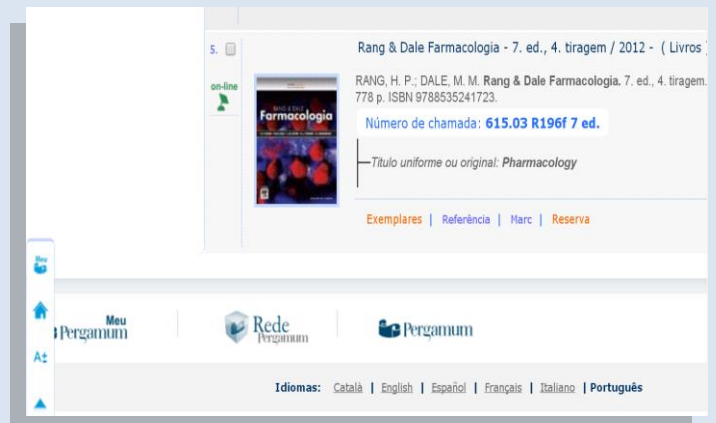 5.
Rang & Dale Farmacologia - 7. ed., 4. tiragem / 2012 - ( Livros )
on-line
RANG, H. P.; DALE, M. M. Rang & Dale Farmacologia. 7. ed., 4. tiragem.
778 p. ISBN 9788535241723.
RANG & DALE
Farmacologia
Número de chamada: 615.03 R196f 7 ed.
Título uniforme ou original: Pharmacology
Exemplares | Referência | Marc | Reserva
Meu
Meu
Pergamum
Rede
Pergamum
Pergamum
A±
Idiomas: Català | English | Español | Français | Italiano | Português